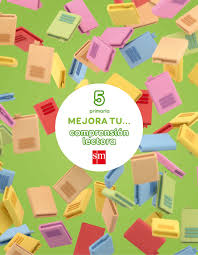 5
primaria
MEJORA TU...
comprensión
lectora
sm